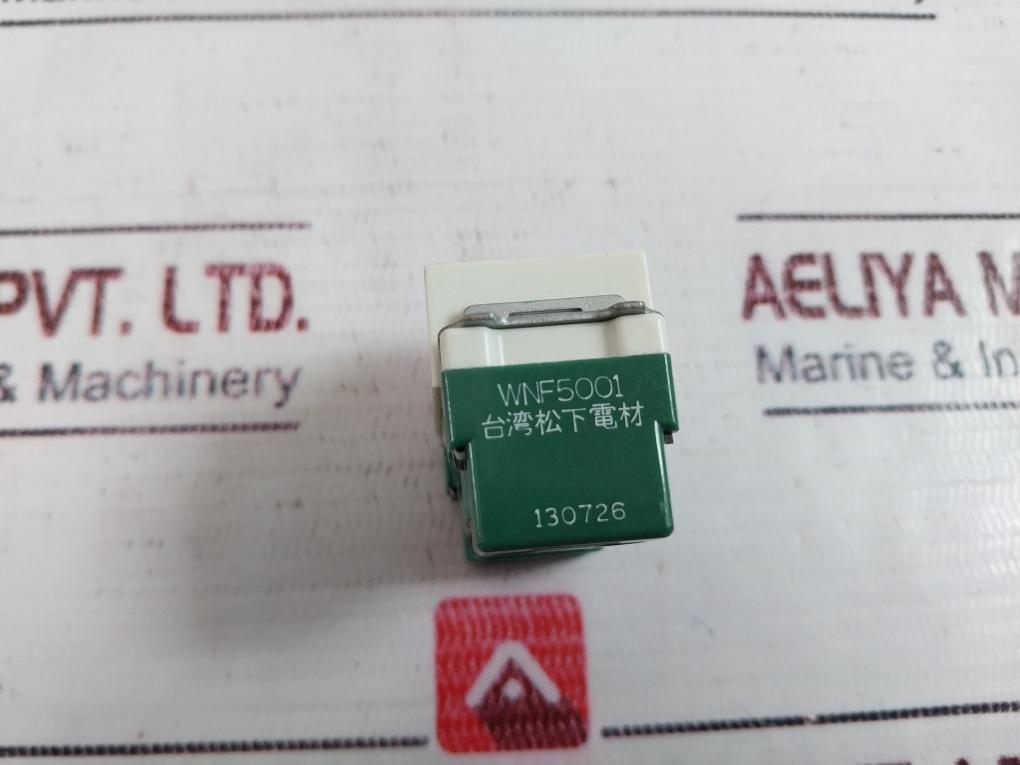 PVT. LTD.
& Machinery
AELIYA M
Marine & In
WNF5001
台湾松下電材
130726